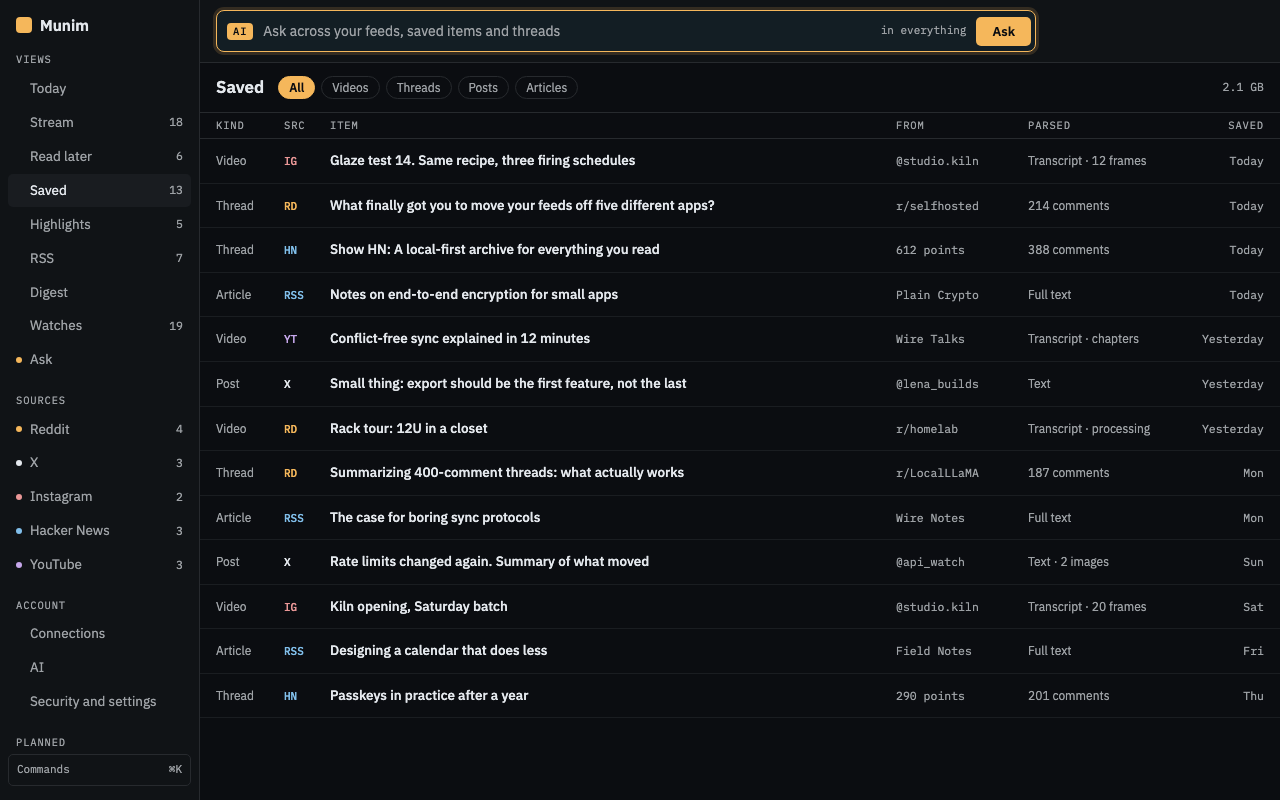 Munim
VIEWS
Today
Stream 18
Read later 6
Saved 13
Highlights 5
RSS 7
Digest
Watches 19
Ask
SOURCES
Reddit 4
X 3
Instagram 2
Hacker News 3
YouTube 3
ACCOUNT
Connections
AI
Security and settings
PLANNED
Commands ⌘K
AI Ask across your feeds, saved items and threads in everything Ask
Saved All Videos Threads Posts Articles 2.1 GB
KIND SRC ITEM FROM PARSED SAVED
Video IG Glaze test 14. Same recipe, three firing schedules @studio.kiln Transcript · 12 frames Today
Thread RD What finally got you to move your feeds off five different apps? r/selfhosted 214 comments Today
Thread HN Show HN: A local-first archive for everything you read 612 points 388 comments Today
Article RSS Notes on end-to-end encryption for small apps Plain Crypto Full text Today
Video YT Conflict-free sync explained in 12 minutes Wire Talks Transcript · chapters Yesterday
Post X Small thing: export should be the first feature, not the last @lena_builds Text Yesterday
Video RD Rack tour: 12U in a closet r/homelab Transcript · processing Yesterday
Thread RD Summarizing 400-comment threads: what actually works r/LocalLLaMA 187 comments Mon
Article RSS The case for boring sync protocols Wire Notes Full text Mon
Post X Rate limits changed again. Summary of what moved @api_watch Text · 2 images Sun
Video IG Kiln opening, Saturday batch @studio.kiln Transcript · 20 frames Sat
Article RSS Designing a calendar that does less Field Notes Full text Fri
Thread HN Passkeys in practice after a year 290 points 201 comments Thu